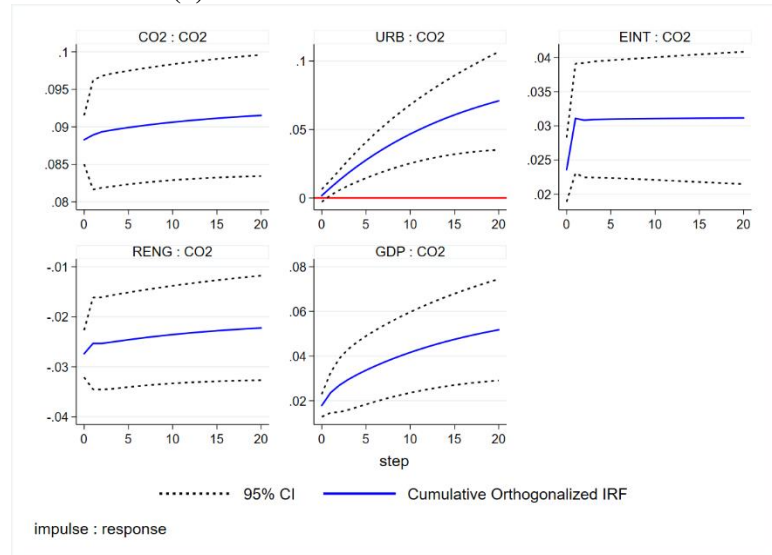 (a)
CO2 : CO2
URB : CO2
EINT : CO2
.1
.095
.09
.085
.08
0 5 10 15 20
.1
.05
0
0 5 10 15 20
.04
.035
.03
.025
.02
0 5 10 15 20
RENG : CO2
GDP : CO2
-.01
-.02
-.03
-.04
0 5 10 15 20
.08
.06
.04
.02
0 5 10 15 20
step
95% CI
Cumulative Orthogonalized IRF
impulse : response